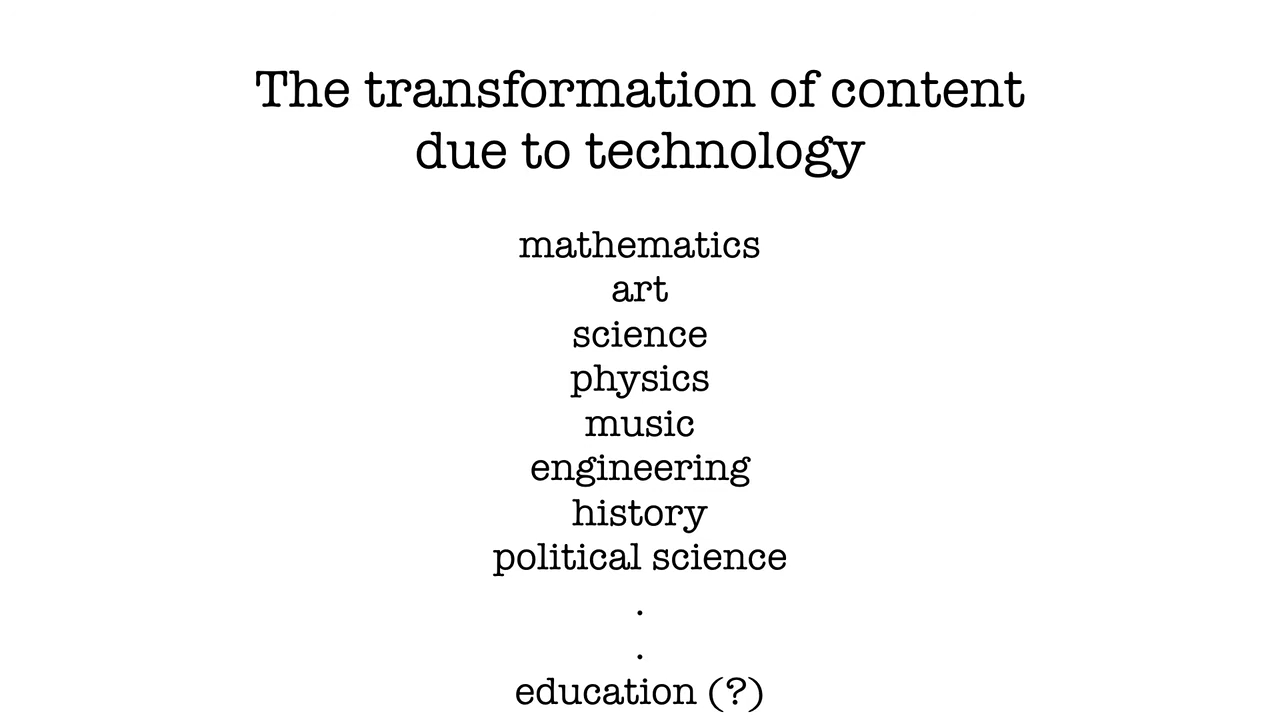 The transformation of content
due to technology
mathematics
art
science
physics
music
engineering
history
political science
.
.
education (?)